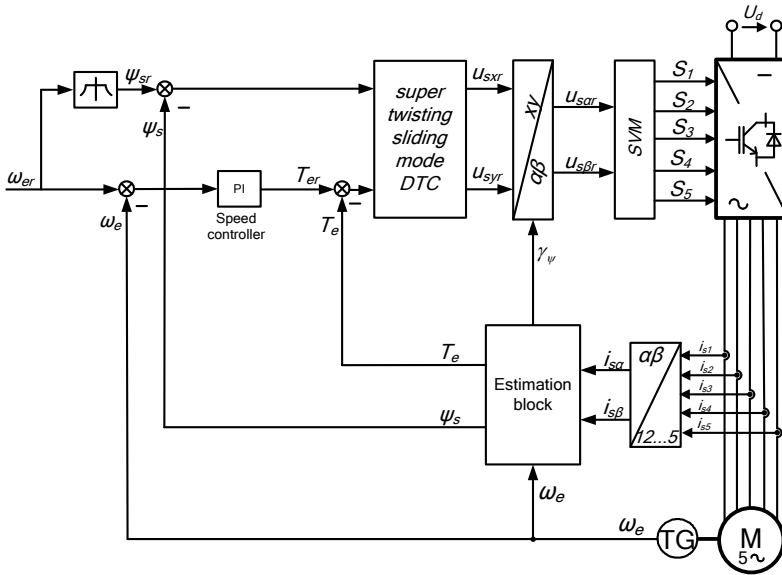 U_d
ψ_sr
ψ_s
ω_er
ω_e
PI
Speed
controller
T_er
T_e
super
twisting
sliding
mode
DTC
u_sxr
u_syr
xy
αβ
γ_ψ
u_sαr
u_sβr
SVM
S_1
S_2
S_3
S_4
S_5
T_e
ψ_s
Estimation
block
i_sα
i_sβ
αβ
12...5
i_s1
i_s2
i_s3
i_s4
i_s5
ω_e
ω_e
TG
M
5~